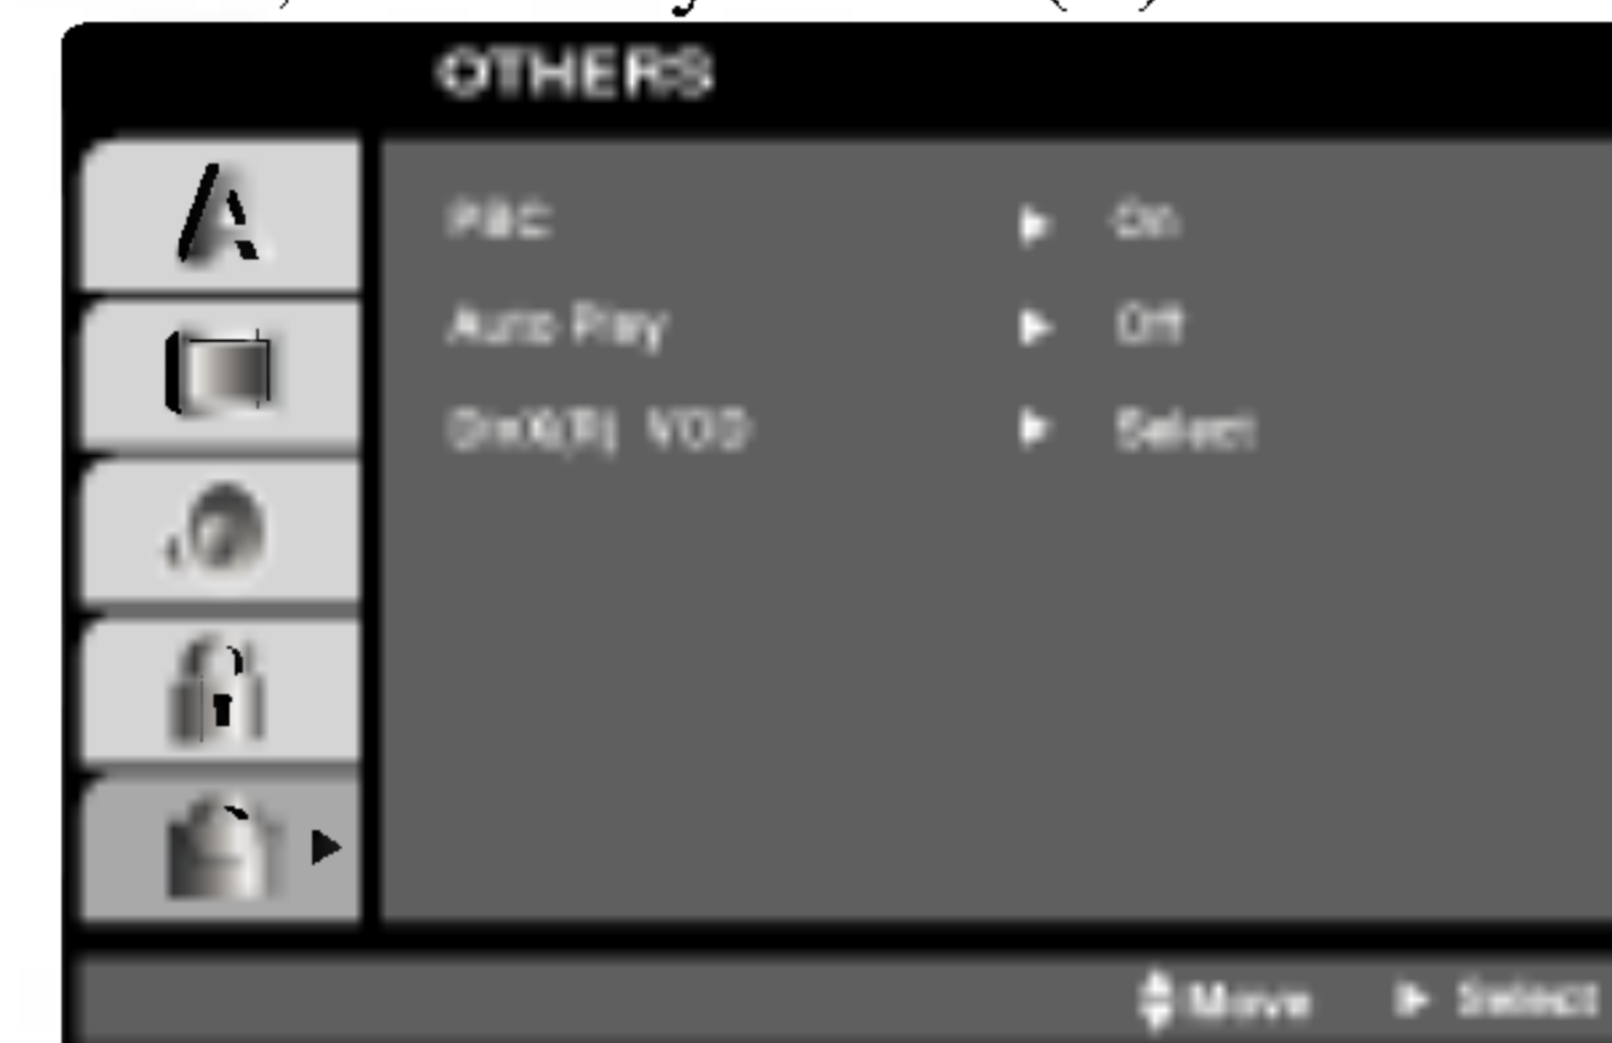 OTHERS
PBC ▶ On
Auto Play ▶ Off
DivX(R) VOD ▶ Select
Move ▶ Select